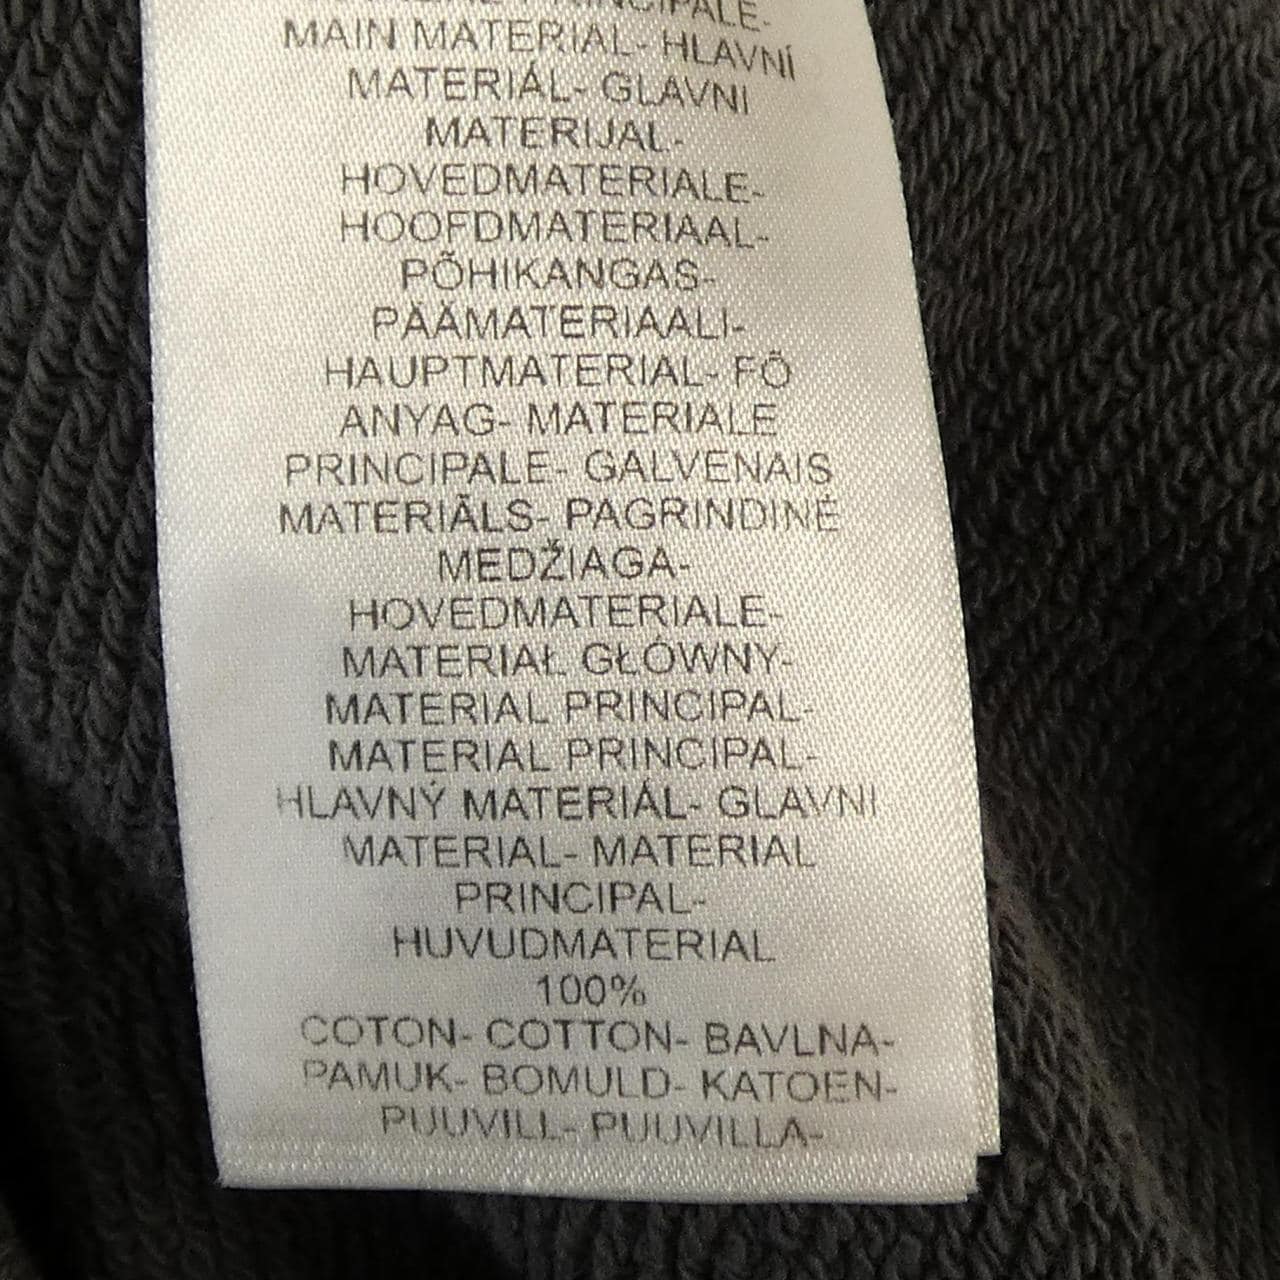 PRINCIPALE-
MAIN MATERIAL- HLAVNÍ
MATERIÁL- GLAVNI
MATERIJAL-
HOVEDMATERIALE-
HOOFDMATERIAAL-
PÕHIKANGAS-
PÄÄMATERIAALI-
HAUPTMATERIAL- FÕ
ANYAG- MATERIALE
PRINCIPALE- GALVENAIS
MATERIĀLS- PAGRINDINĖ
MEDŽIAGA-
HOVEDMATERIALE-
MATERIAŁ GŁÓWNY-
MATERIAL PRINCIPAL-
MATERIAL PRINCIPAL-
HLAVNÝ MATERIÁL- GLAVNI
MATERIAL- MATERIAL
PRINCIPAL-
HUVUDMATERIAL
100%
COTON- COTTON- BAVLNA-
PAMUK- BOMULD- KATOEN-
PUUVILL- PUUVILLA-